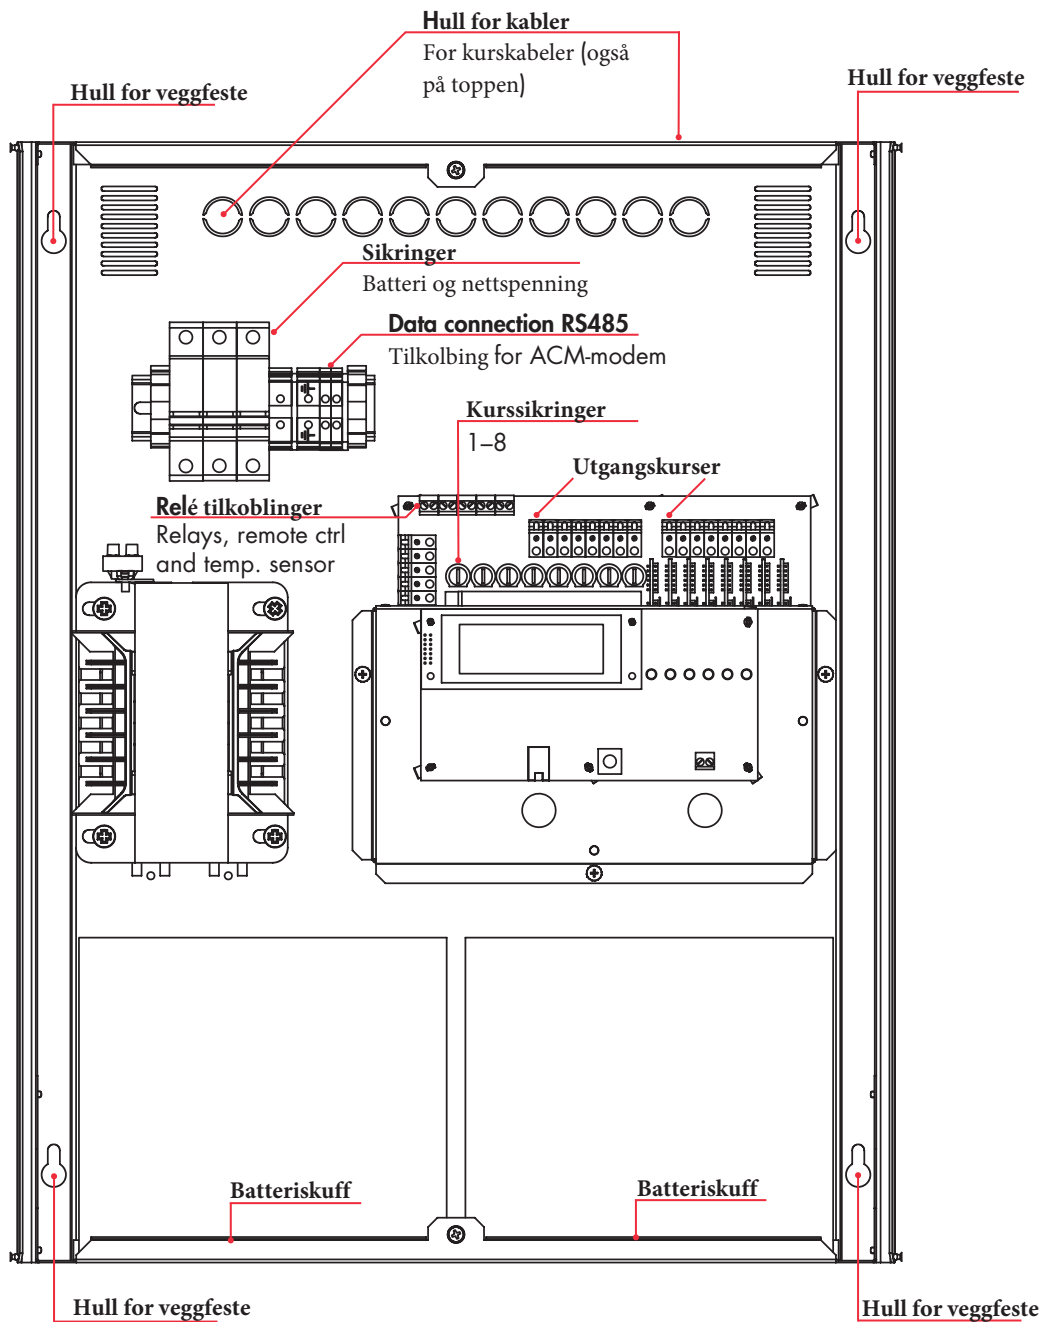 Hull for kabler
For kurskabeler (også
på toppen)
Hull for veggfeste
Hull for veggfeste
Sikringer
Batteri og nettspenning
Data connection RS485
Tilkolbing for ACM-modem
Kurssikringer
1–8
Utgangskurser
Relé tilkoblinger
Relays, remote ctrl
and temp. sensor
Batteriskuff
Batteriskuff
Hull for veggfeste
Hull for veggfeste